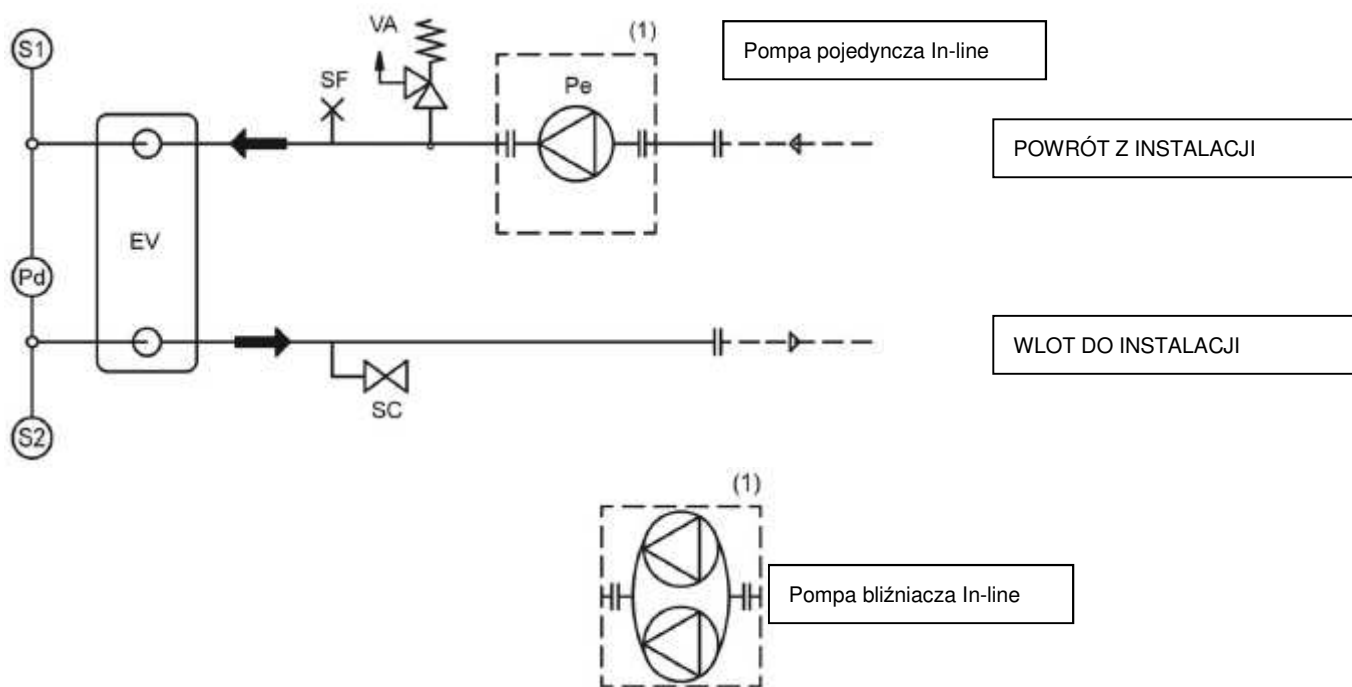 S1
VA
(1)
Pompa pojedyncza In-line
SF
Pe
POWRÓT Z INSTALACJI
EV
Pd
WLOT DO INSTALACJI
SC
S2
(1)
Pompa bliźniacza In-line